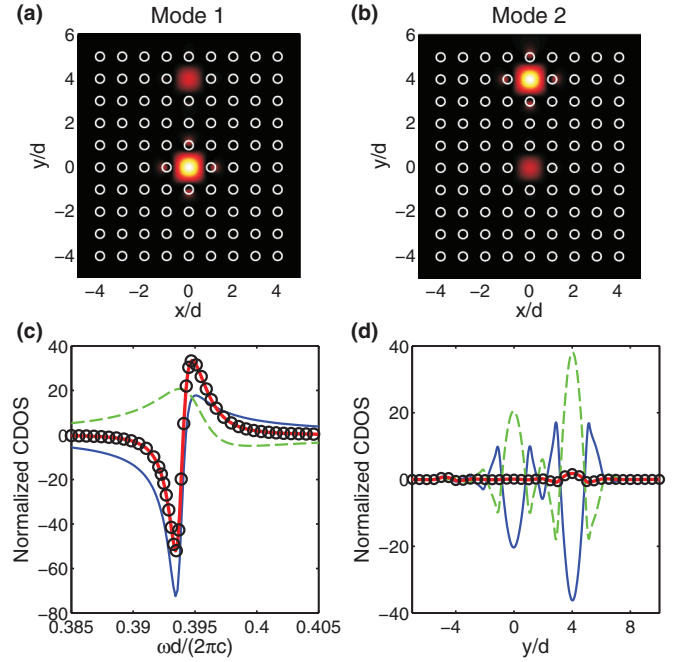 (a) Mode 1
6
4
2
0
−2
−4
y/d
−4 −2 0 2 4
x/d
(b) Mode 2
6
4
2
0
−2
−4
y/d
−4 −2 0 2 4
x/d
(c)
40
20
0
−20
−40
−60
−80
Normalized CDOS
0.385 0.39 0.395 0.4 0.405
ωd/(2πc)
(d)
40
20
0
−20
−40
Normalized CDOS
−4 0 4 8
y/d